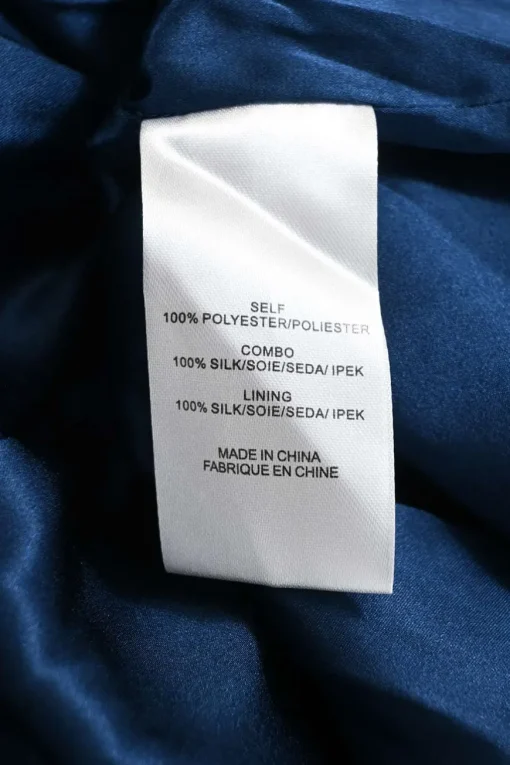 SELF
100% POLYESTER/POLIESTER
COMBO
100% SILK/SOIE/SEDA/ IPEK
LINING
100% SILK/SOIE/SEDA/ IPEK
MADE IN CHINA
FABRIQUE EN CHINE